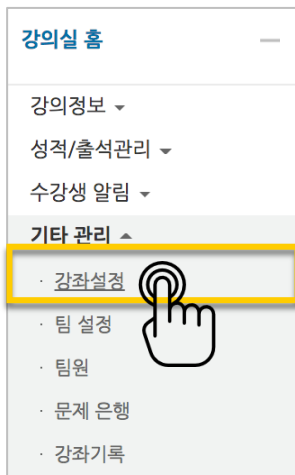 강의실 홈
강의정보
성적/출석관리
수강생 알림
기타 관리
· 강좌설정
· 팀 설정
· 팀원
· 문제 은행
· 강좌기록